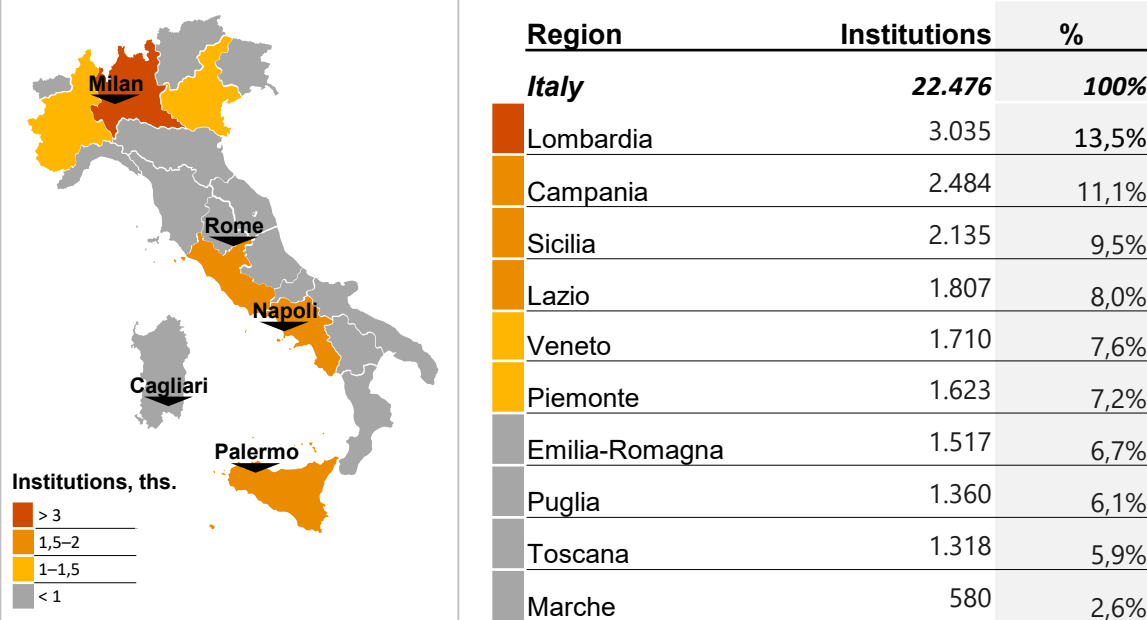 Milan
Rome
Napoli
Cagliari
Palermo
Institutions, ths.
> 3
1,5–2
1–1,5
< 1
Region Institutions %
Italy 22.476 100%
Lombardia 3.035 13,5%
Campania 2.484 11,1%
Sicilia 2.135 9,5%
Lazio 1.807 8,0%
Veneto 1.710 7,6%
Piemonte 1.623 7,2%
Emilia-Romagna 1.517 6,7%
Puglia 1.360 6,1%
Toscana 1.318 5,9%
Marche 580 2,6%